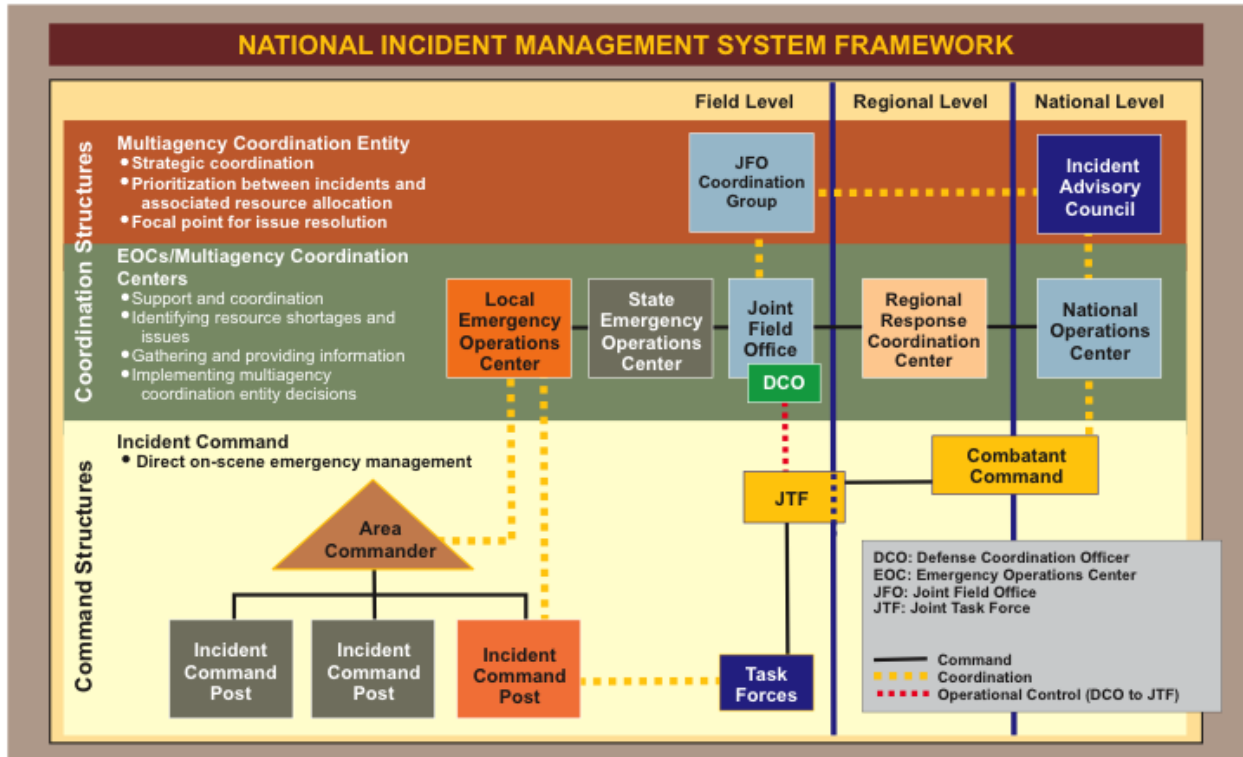 NATIONAL INCIDENT MANAGEMENT SYSTEM FRAMEWORK
Field Level
Regional Level
National Level
Coordination Structures
Multiagency Coordination Entity
• Strategic coordination
• Prioritization between incidents and
associated resource allocation
• Focal point for issue resolution
JFO
Coordination
Group
Incident
Advisory
Council
EOCs/Multiagency Coordination
Centers
• Support and coordination
• Identifying resource shortages and
issues
• Gathering and providing information
• Implementing multiagency
coordination entity decisions
Local
Emergency
Operations
Center
State
Emergency
Operations
Center
Joint
Field
Office
DCO
Regional
Response
Coordination
Center
National
Operations
Center
Command Structures
Incident Command
• Direct on-scene emergency management
Area
Commander
JTF
Combatant
Command
Incident
Command
Post
Incident
Command
Post
Incident
Command
Post
Task
Forces
DCO: Defense Coordination Officer
EOC: Emergency Operations Center
JFO: Joint Field Office
JTF: Joint Task Force
Command
Coordination
Operational Control (DCO to JTF)